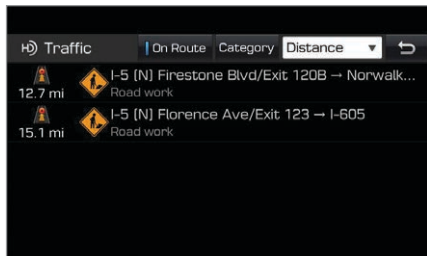 HD) Traffic On Route Category Distance
I-5 (N) Firestone Blvd/Exit 120B → Norwalk...
12.7 mi Road work
I-5 (N) Florence Ave/Exit 123 → I-605
15.1 mi Road work